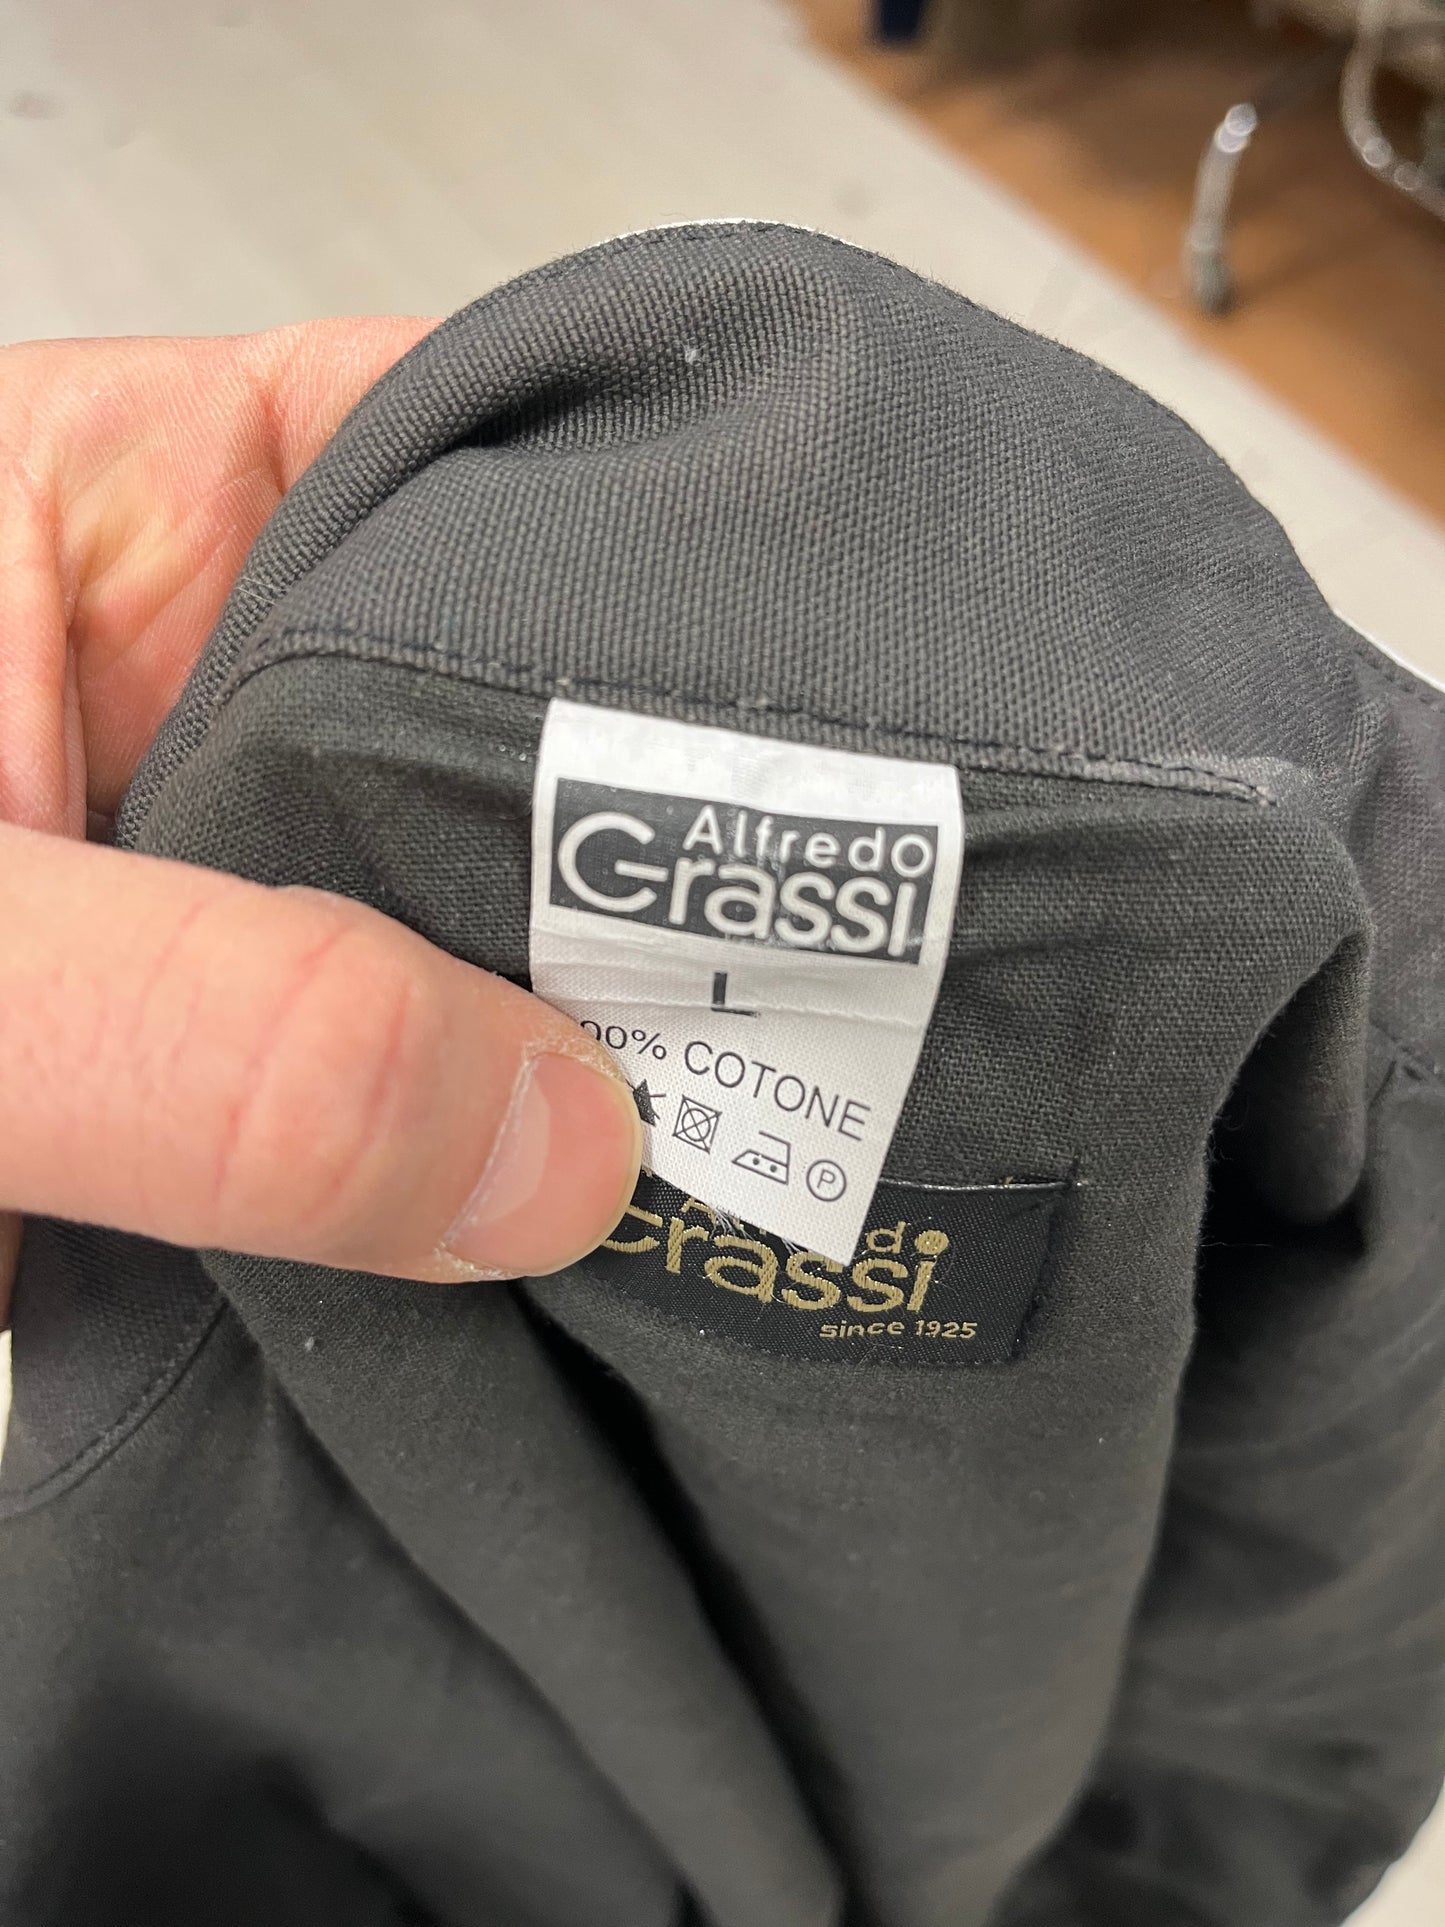 Alfredo
Grassi
L
00% COTONE
P
Grassi
since 1925